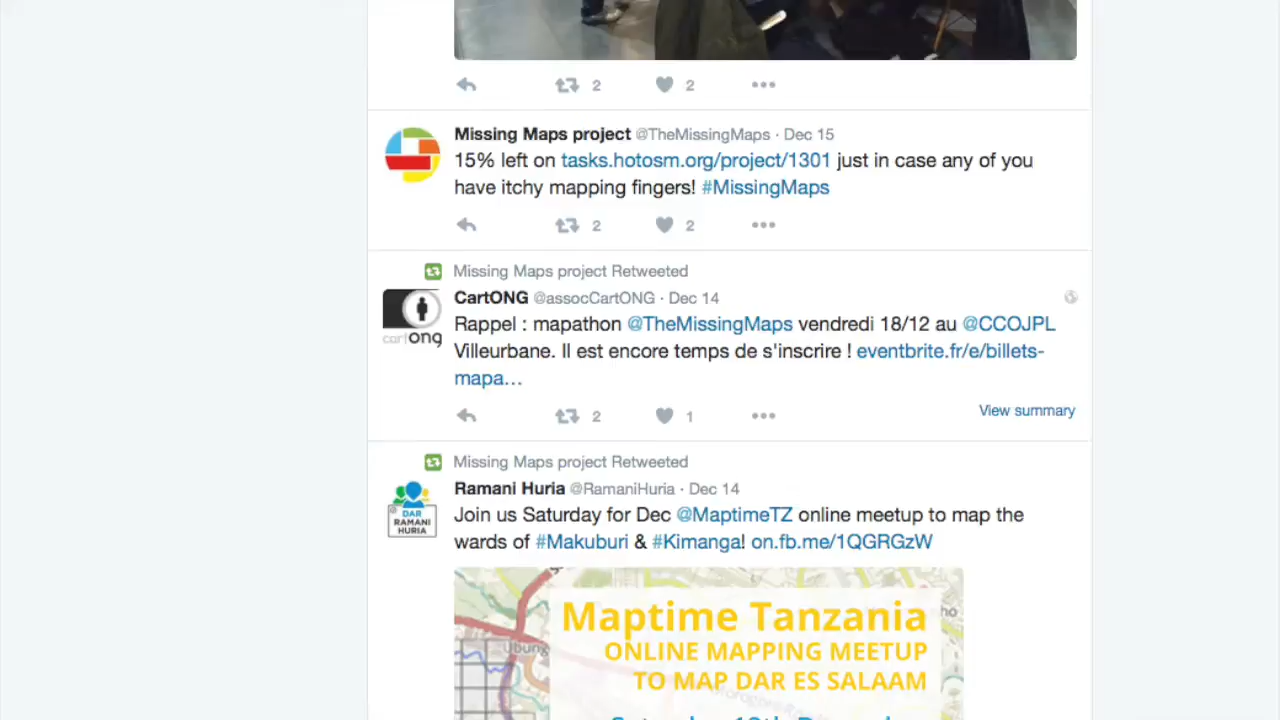 2 2
Missing Maps project @TheMissingMaps · Dec 15
15% left on tasks.hotosm.org/project/1301 just in case any of you
have itchy mapping fingers! #MissingMaps
2 2
Missing Maps project Retweeted
CartONG @assocCartONG · Dec 14
Rappel : mapathon @TheMissingMaps vendredi 18/12 au @CCOJPL
Villeurbane. Il est encore temps de s'inscrire ! eventbrite.fr/e/billets-
mapa…
cartong
2 1
View summary
Missing Maps project Retweeted
Ramani Huria @RamaniHuria · Dec 14
DAR
RAMANI
HURIA
Join us Saturday for Dec @MaptimeTZ online meetup to map the
wards of #Makuburi & #Kimanga! on.fb.me/1QGRGzW
Maptime Tanzania
ONLINE MAPPING MEETUP
Ubung
TO MAP DAR ES SALAAM